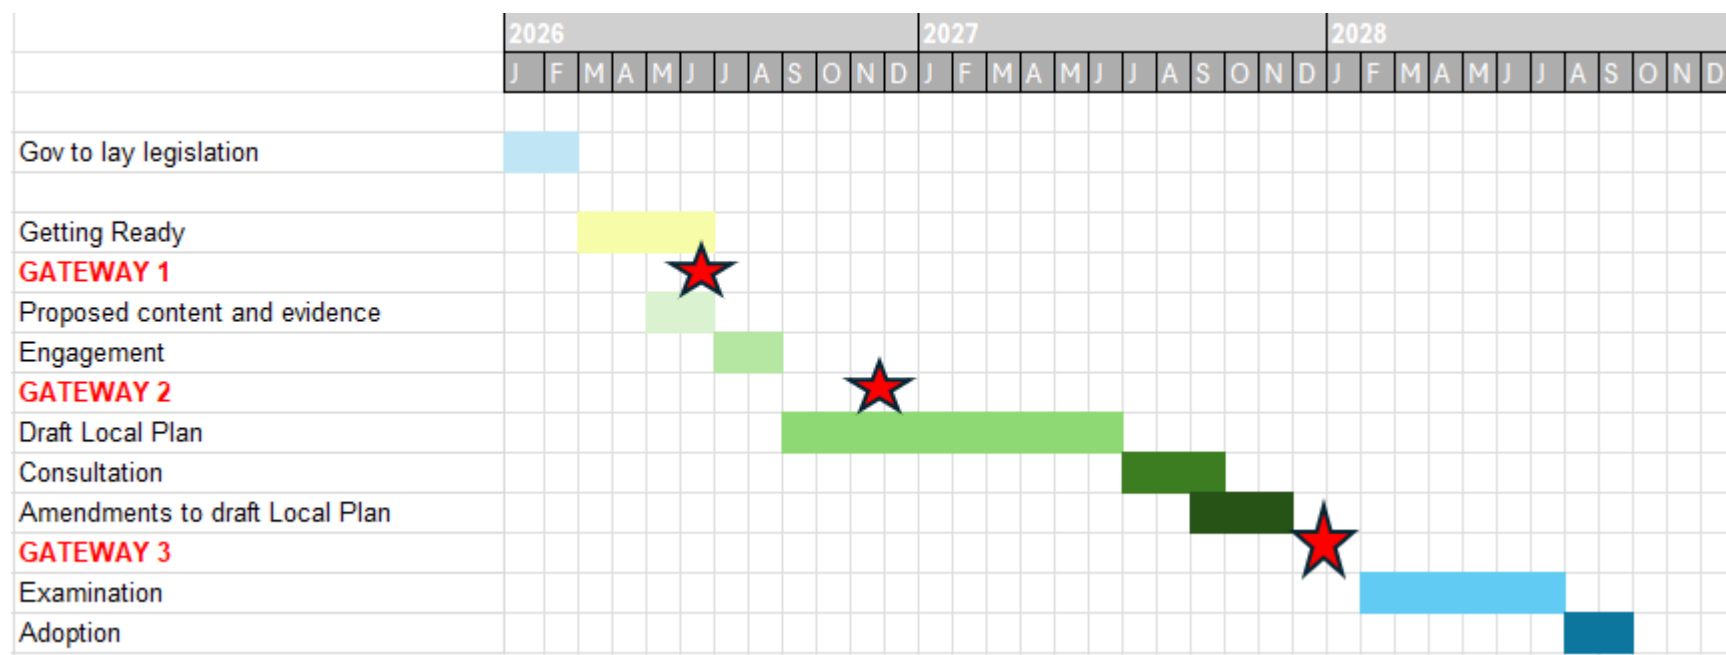 2026 2027 2028
J F M A M J J A S O N D J F M A M J J A S O N D J F M A M J J A S O N D
Gov to lay legislation
Getting Ready
GATEWAY 1
Proposed content and evidence
Engagement
GATEWAY 2
Draft Local Plan
Consultation
Amendments to draft Local Plan
GATEWAY 3
Examination
Adoption